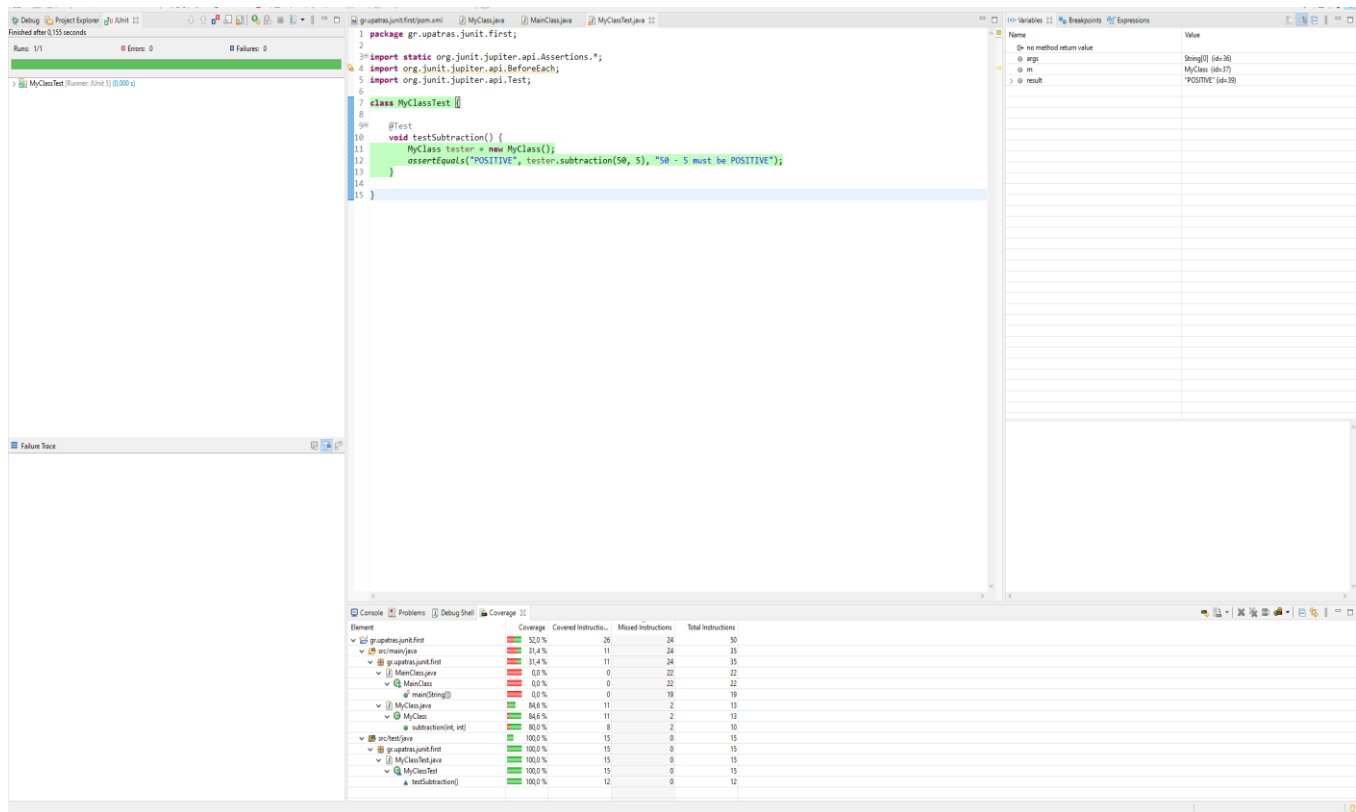 Debug Project Explorer JUnit
Finished after 0,155 seconds
Runs: 1/1 Errors: 0 Failures: 0
MyClassTest [Runner: JUnit 5] (0,000 s)
Failure Trace
gr.upatras.junit.first/pom.xml MyClass.java MainClass.java MyClassTest.java
1 package gr.upatras.junit.first;
2
3 import static org.junit.jupiter.api.Assertions.*;
4 import org.junit.jupiter.api.BeforeEach;
5 import org.junit.jupiter.api.Test;
6
7 class MyClassTest {
8
9 @Test
10 void testSubtraction() {
11 MyClass tester = new MyClass();
12 assertEquals("POSITIVE", tester.subtraction(50, 5), "50 - 5 must be POSITIVE");
13 }
14
15 }
Variables Breakpoints Expressions
Name Value
no method return value
args String[0] (id=36)
m MyClass (id=37)
result "POSITIVE" (id=39)
Console Problems Debug Shell Coverage
Element Coverage Covered Instructio... Missed Instructions Total Instructions
gr.upatras.junit.first 52,0 % 26 24 50
src/main/java 31,4 % 11 24 35
gr.upatras.junit.first 31,4 % 11 24 35
MainClass.java 0,0 % 0 22 22
MainClass 0,0 % 0 22 22
main(String[]) 0,0 % 0 19 19
MyClass.java 84,6 % 11 2 13
MyClass 84,6 % 11 2 13
subtraction(int, int) 80,0 % 8 2 10
src/test/java 100,0 % 15 0 15
gr.upatras.junit.first 100,0 % 15 0 15
MyClassTest.java 100,0 % 15 0 15
MyClassTest 100,0 % 15 0 15
testSubtraction() 100,0 % 12 0 12